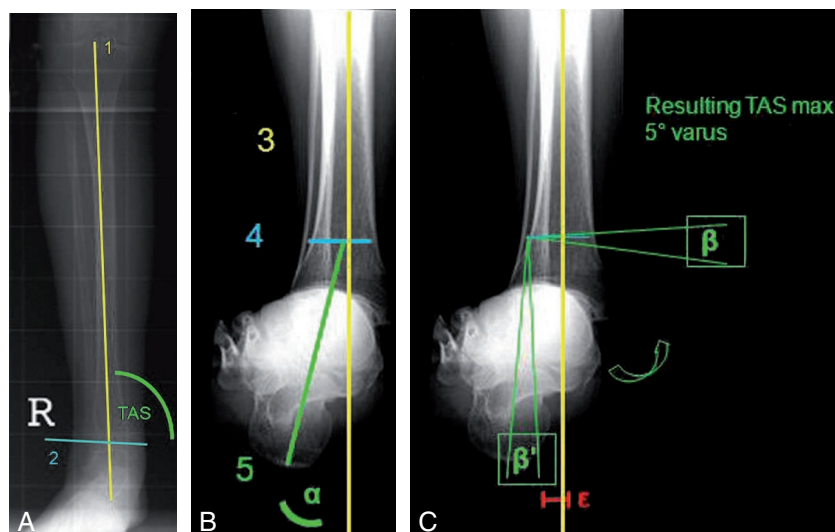 1
R
TAS
2
A
3
4
5
α
B
Resulting TAS max
5° varus
β
β'
ε
C